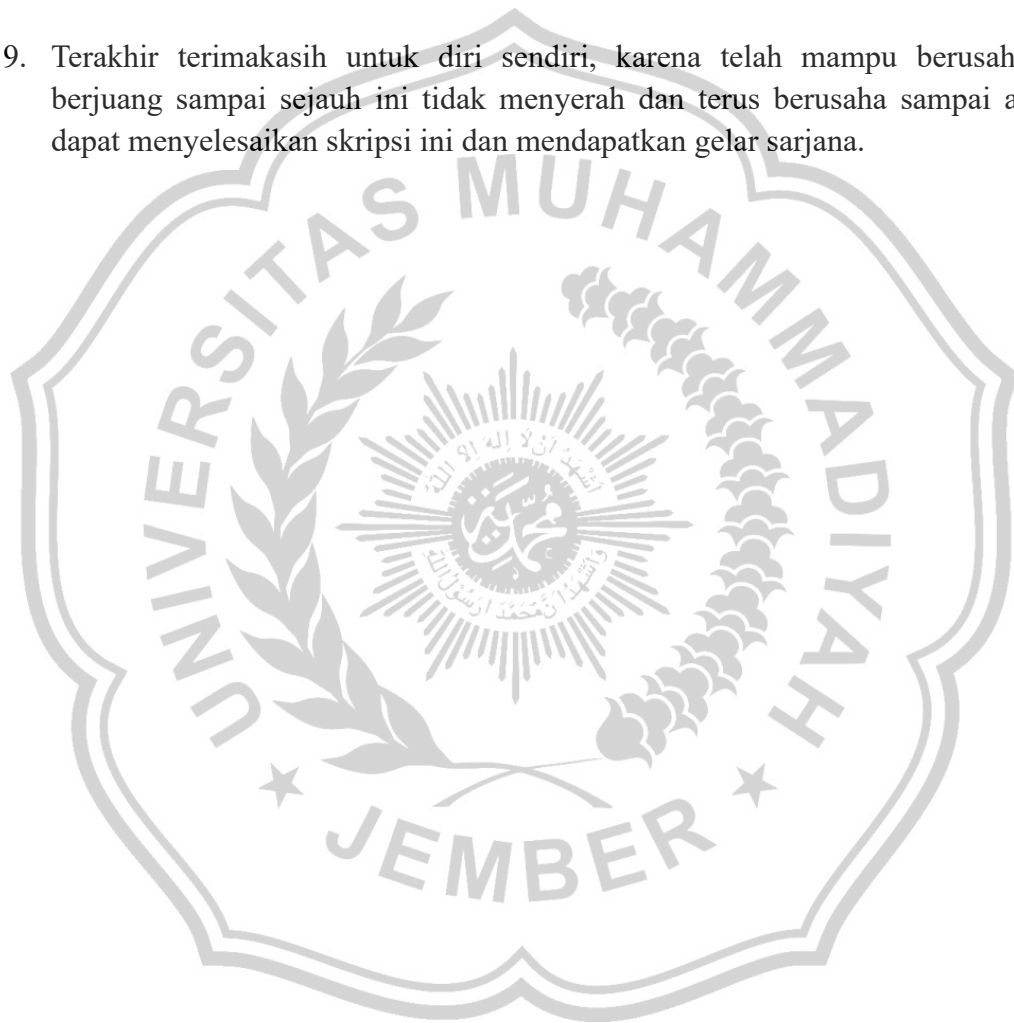 9. Terakhir terimakasih untuk diri sendiri, karena telah mampu berusah
berjuang sampai sejauh ini tidak menyerah dan terus berusaha sampai a
dapat menyelesaikan skripsi ini dan mendapatkan gelar sarjana.
UNIVERSITAS MUHAMMADIYAH
JEMBER